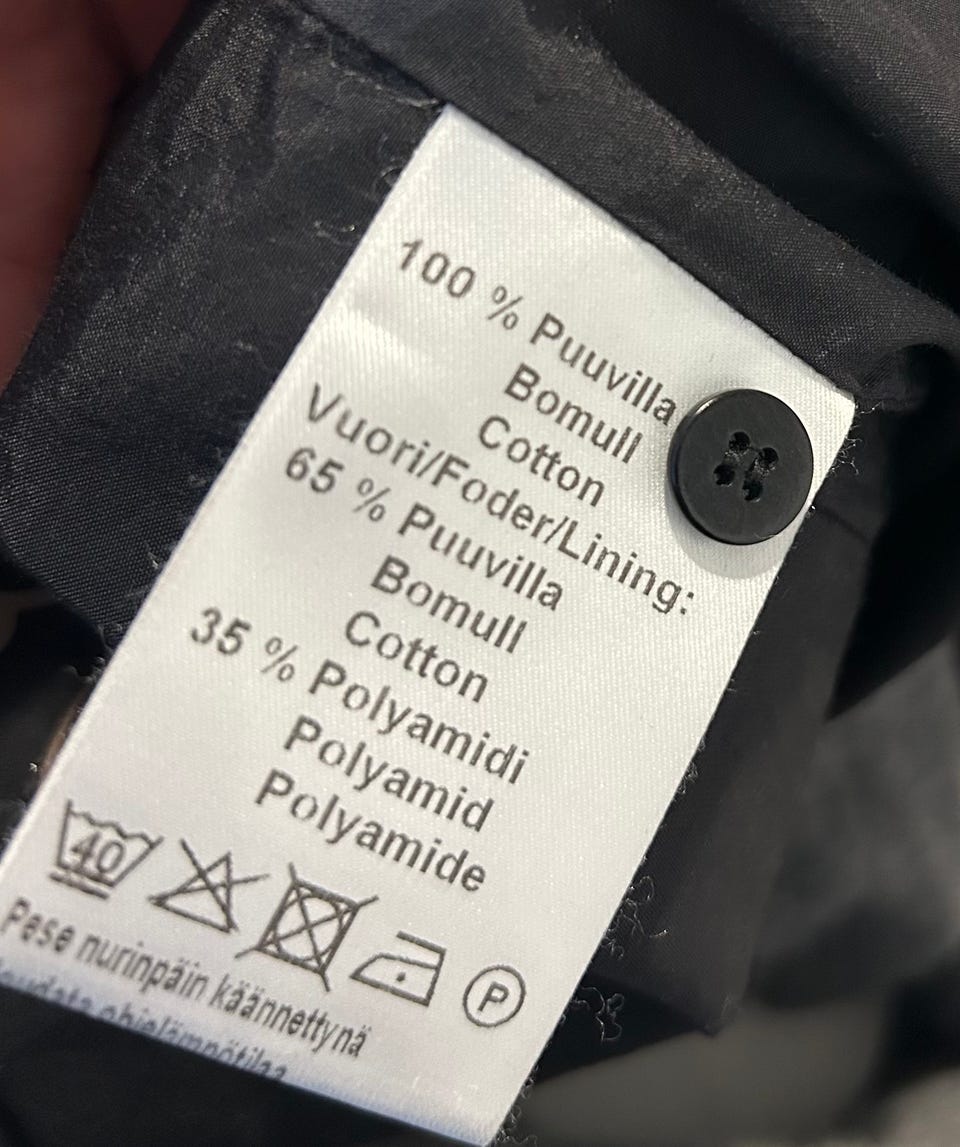 100 % Puuvilla
Bomull
Cotton
Vuori/Foder/Lining:
65 % Puuvilla
Bomull
Cotton
35 % Polyamidi
Polyamid
Polyamide
40
P
Pese nurinpäin käännettynä
ohjelämpötilaa